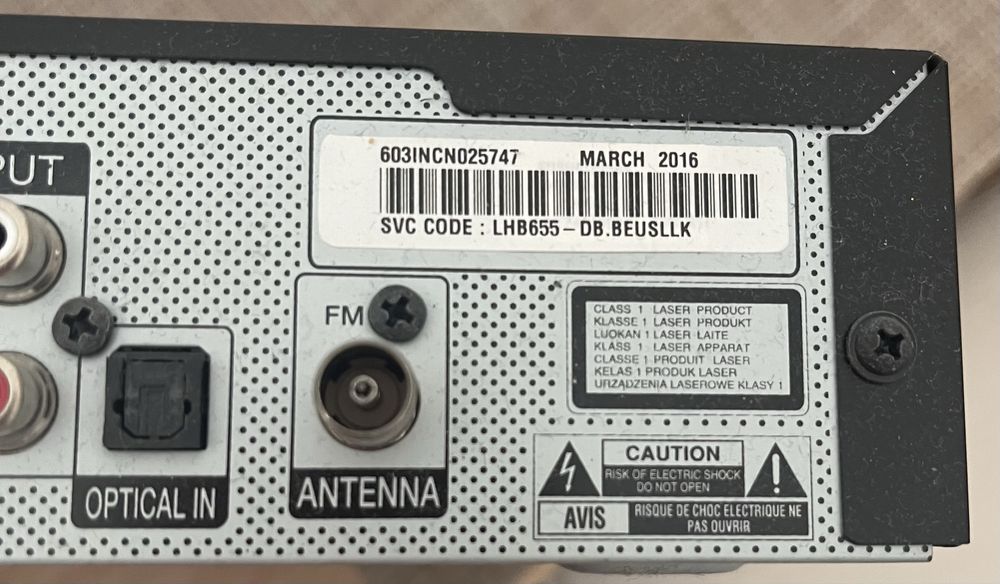 PUT
603INCN025747 MARCH 2016
SVC CODE : LHB655-DB.BEUSLLK
FM
ANTENNA
OPTICAL IN
CLASS 1 LASER PRODUCT
KLASSE 1 LASER PRODUKT
LUOKAN 1 LASER LAITE
KLASS 1 LASER APPARAT
CLASSE 1 PRODUIT LASER
KELAS 1 PRODUK LASER
URZĄDZENIA LASEROWE KLASY 1
CAUTION
RISK OF ELECTRIC SHOCK
DO NOT OPEN
AVIS
RISQUE DE CHOC ELECTRIQUE NE
PAS OUVRIR